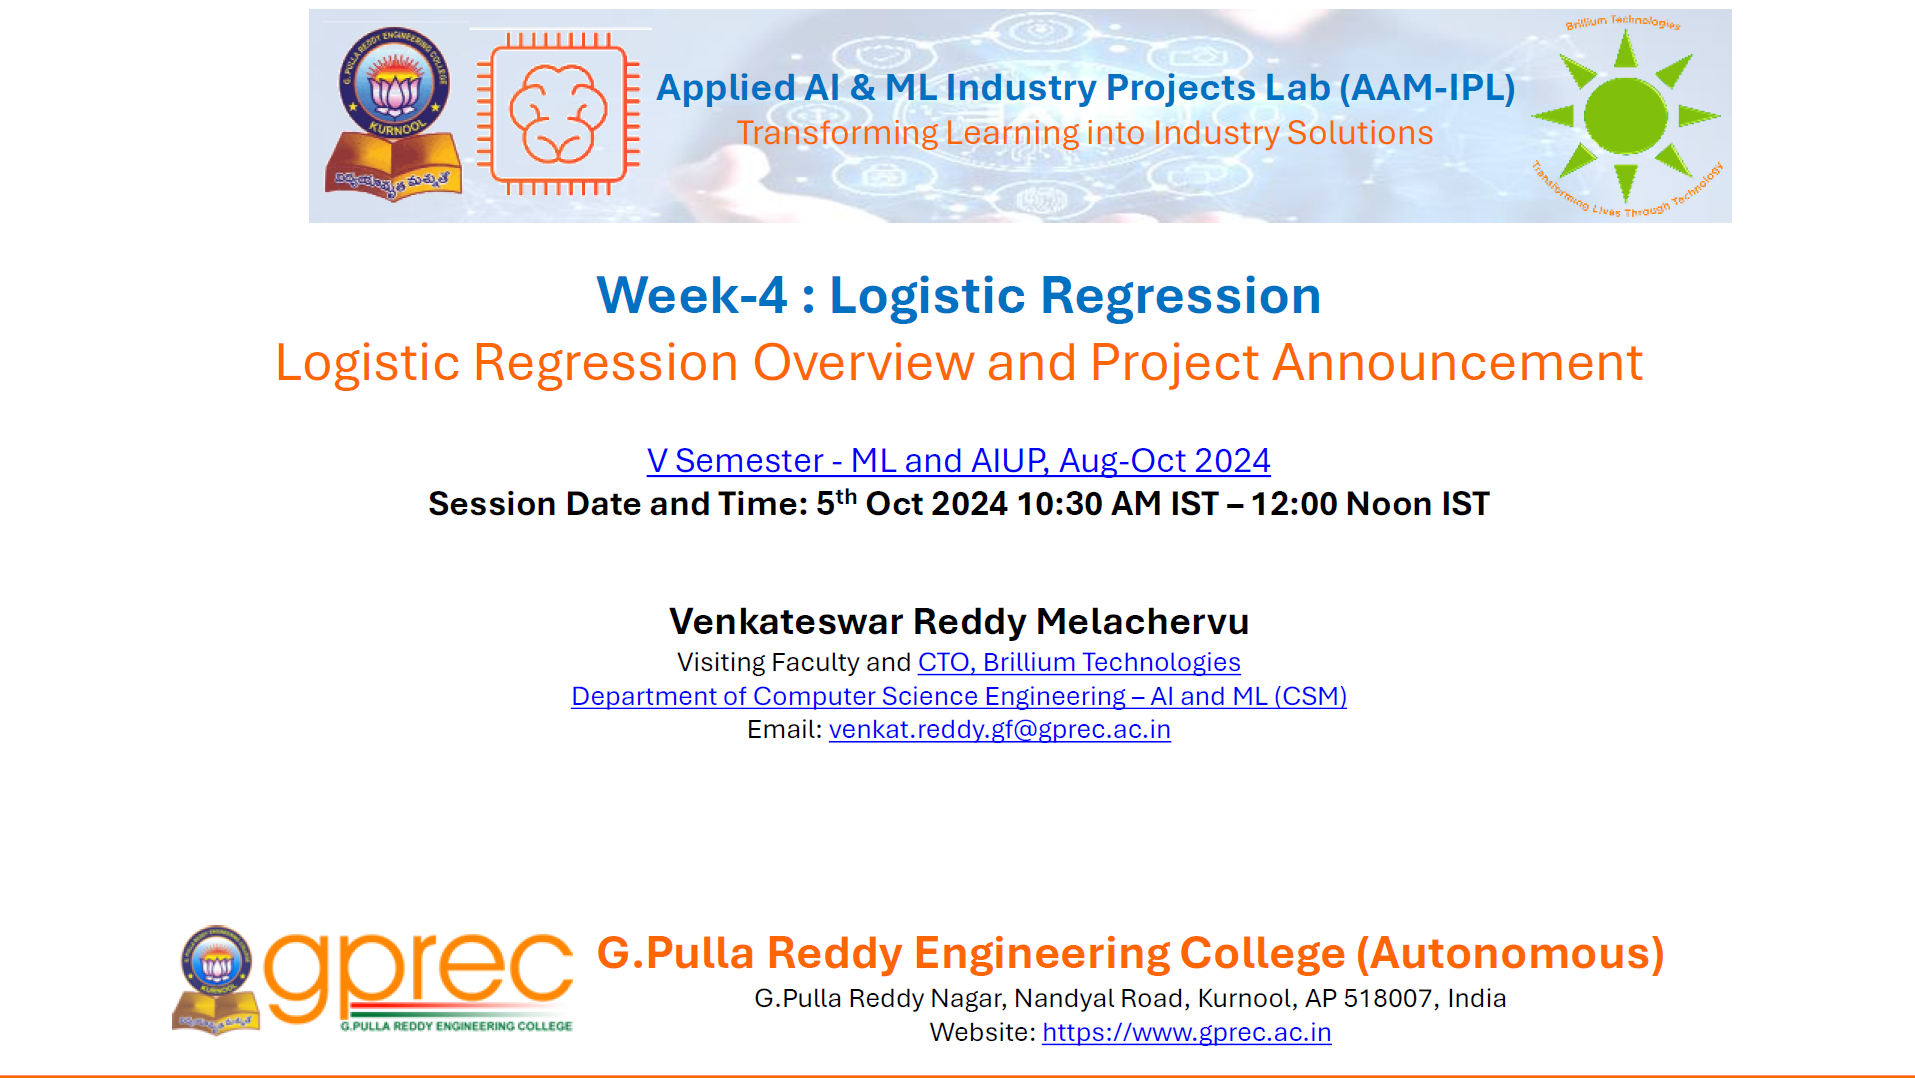 G. PULLA REDDY ENGINEERING COLLEGE
KURNOOL
Applied AI & ML Industry Projects Lab (AAM-IPL)
Transforming Learning into Industry Solutions
Brillium Technologies
Transforming Lives Through Technology
Week-4 : Logistic Regression
Logistic Regression Overview and Project Announcement
V Semester - ML and AIUP, Aug-Oct 2024
Session Date and Time: 5th Oct 2024 10:30 AM IST – 12:00 Noon IST
Venkateswar Reddy Melachervu
Visiting Faculty and CTO, Brillium Technologies
Department of Computer Science Engineering – AI and ML (CSM)
Email: venkat.reddy.gf@gprec.ac.in
KURNOOL
gprec
G.PULLA REDDY ENGINEERING COLLEGE
G.Pulla Reddy Engineering College (Autonomous)
G.Pulla Reddy Nagar, Nandyal Road, Kurnool, AP 518007, India
Website: https://www.gprec.ac.in